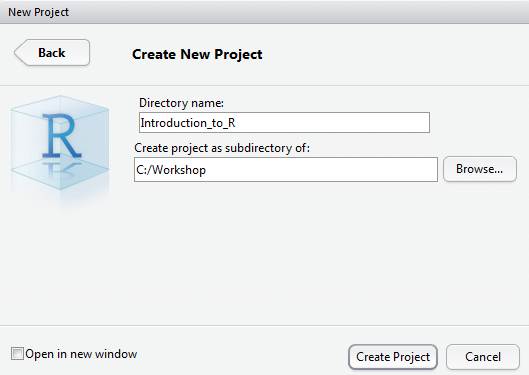 New Project
Back
Create New Project
R
Directory name:
Introduction_to_R
Create project as subdirectory of:
C:/Workshop
Browse...
Open in new window
Create Project
Cancel